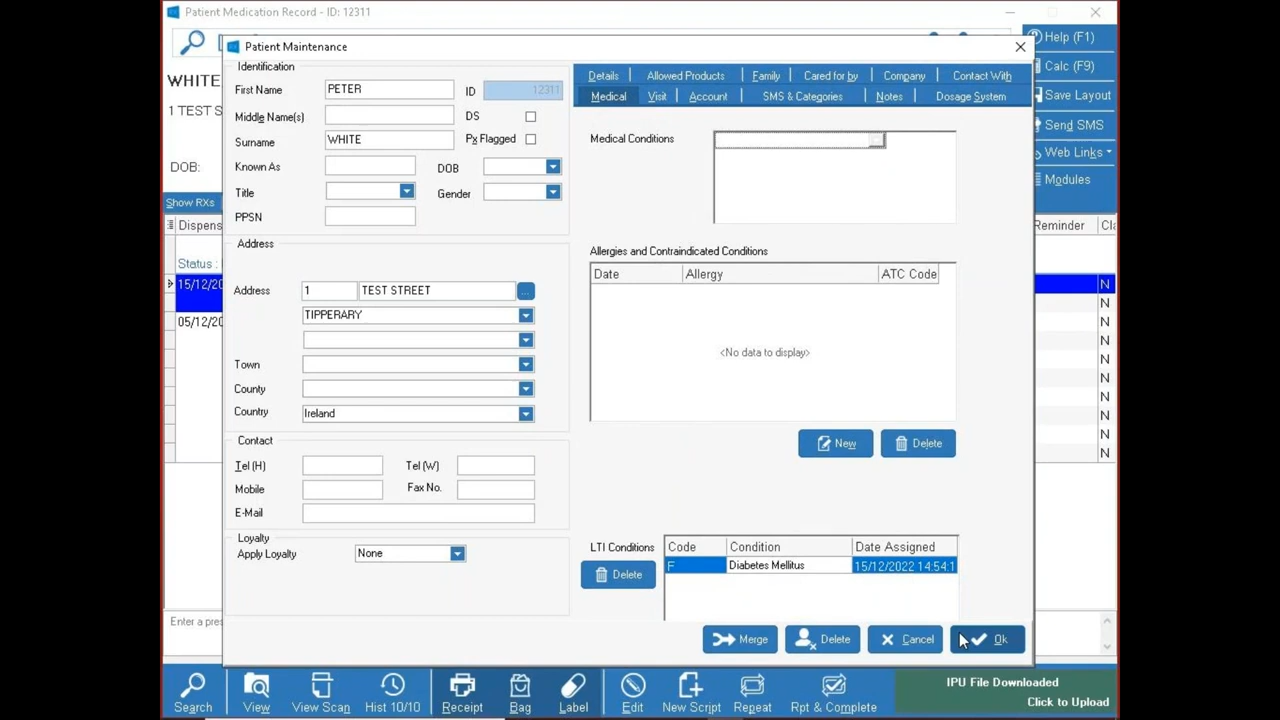 Patient Medication Record - ID: 12311
Help (F1)
Calc (F9)
Save Layout
Send SMS
Web Links
Modules
WHITE
1 TEST S
DOB:
Show RXs
Dispens
Reminder
Status :
15/12/20
05/12/20
N
N
N
N
N
N
N
N
N
N
Patient Maintenance
Identification
First Name PETER ID 12311
Middle Name(s) DS
Surname WHITE Px Flagged
Known As DOB
Title Gender
PPSN
Address
Address 1 TEST STREET ...
TIPPERARY
Town
County
Country Ireland
Contact
Tel (H) Tel (W)
Mobile Fax No.
E-Mail
Loyalty
Apply Loyalty None
Details Allowed Products Family Cared for by Company Contact With
Medical Visit Account SMS & Categories Notes Dosage System
Medical Conditions
Allergies and Contraindicated Conditions
Date Allergy ATC Code
<No data to display>
New Delete
LTI Conditions Code Condition Date Assigned
F Diabetes Mellitus 15/12/2022 14:54:1
Delete
Merge Delete Cancel Ok
Enter a pres
Search View View Scan Hist 10/10 Receipt Bag Label Edit New Script Repeat Rpt & Complete
IPU File Downloaded
Click to Upload